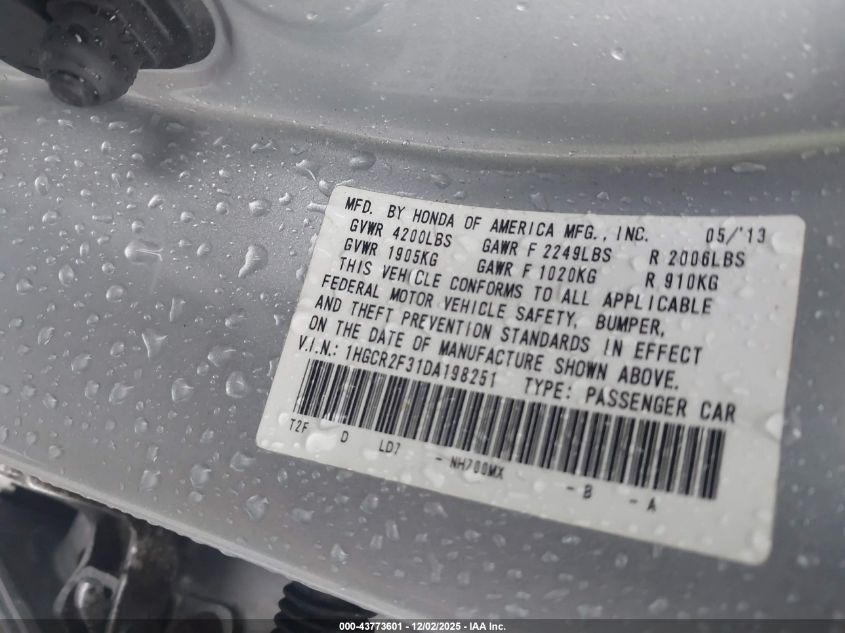 MFD. BY HONDA OF AMERICA MFG., INC. 05/'13
GVWR 4200LBS GAWR F 2249LBS R 2006LBS
GVWR 1905KG GAWR F 1020KG R 910KG
THIS VEHICLE CONFORMS TO ALL APPLICABLE
FEDERAL MOTOR VEHICLE SAFETY, BUMPER,
AND THEFT PREVENTION STANDARDS IN EFFECT
ON THE DATE OF MANUFACTURE SHOWN ABOVE.
V.I.N.: 1HGCR2F31DA198251 TYPE: PASSENGER CAR
T2F D LD7 - NH700MX - B - A
000-43773601 - 12/02/2025 - IAA Inc.